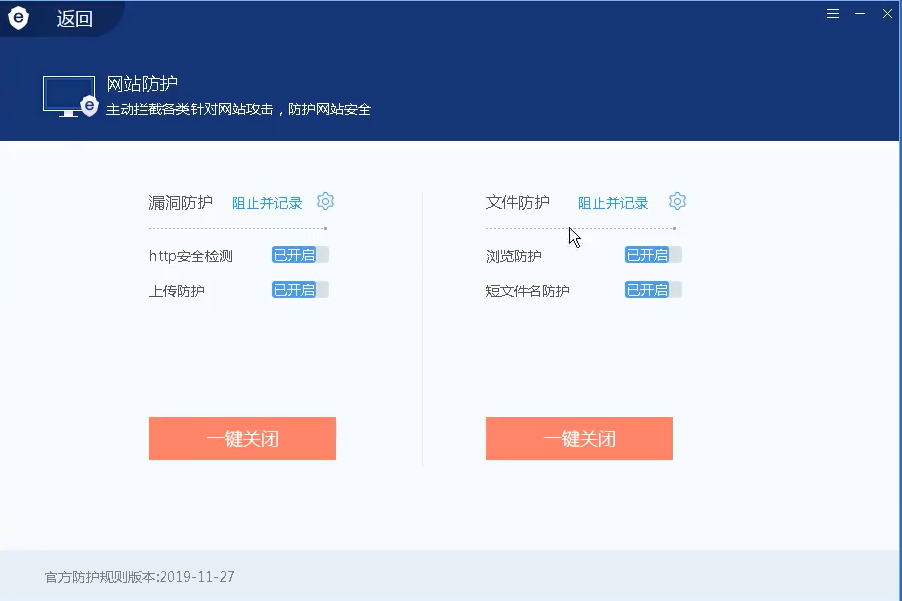 返回
网站防护
主动拦截各类针对网站攻击，防护网站安全
漏洞防护 阻止并记录
http安全检测 已开启
上传防护 已开启
一键关闭
文件防护 阻止并记录
浏览防护 已开启
短文件名防护 已开启
一键关闭
官方防护规则版本:2019-11-27